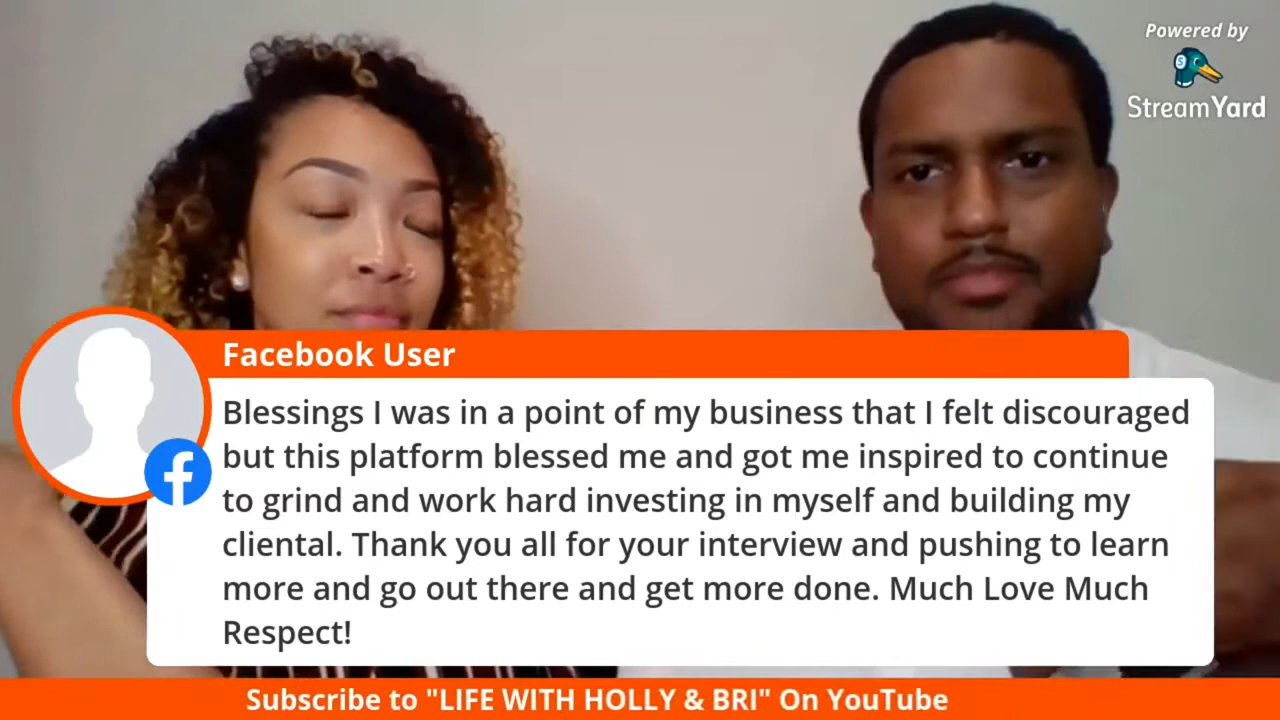 Powered by
StreamYard
Facebook User
Blessings I was in a point of my business that I felt discouraged
but this platform blessed me and got me inspired to continue
to grind and work hard investing in myself and building my
cliental. Thank you all for your interview and pushing to learn
more and go out there and get more done. Much Love Much
Respect!
Subscribe to "LIFE WITH HOLLY & BRI" On YouTube